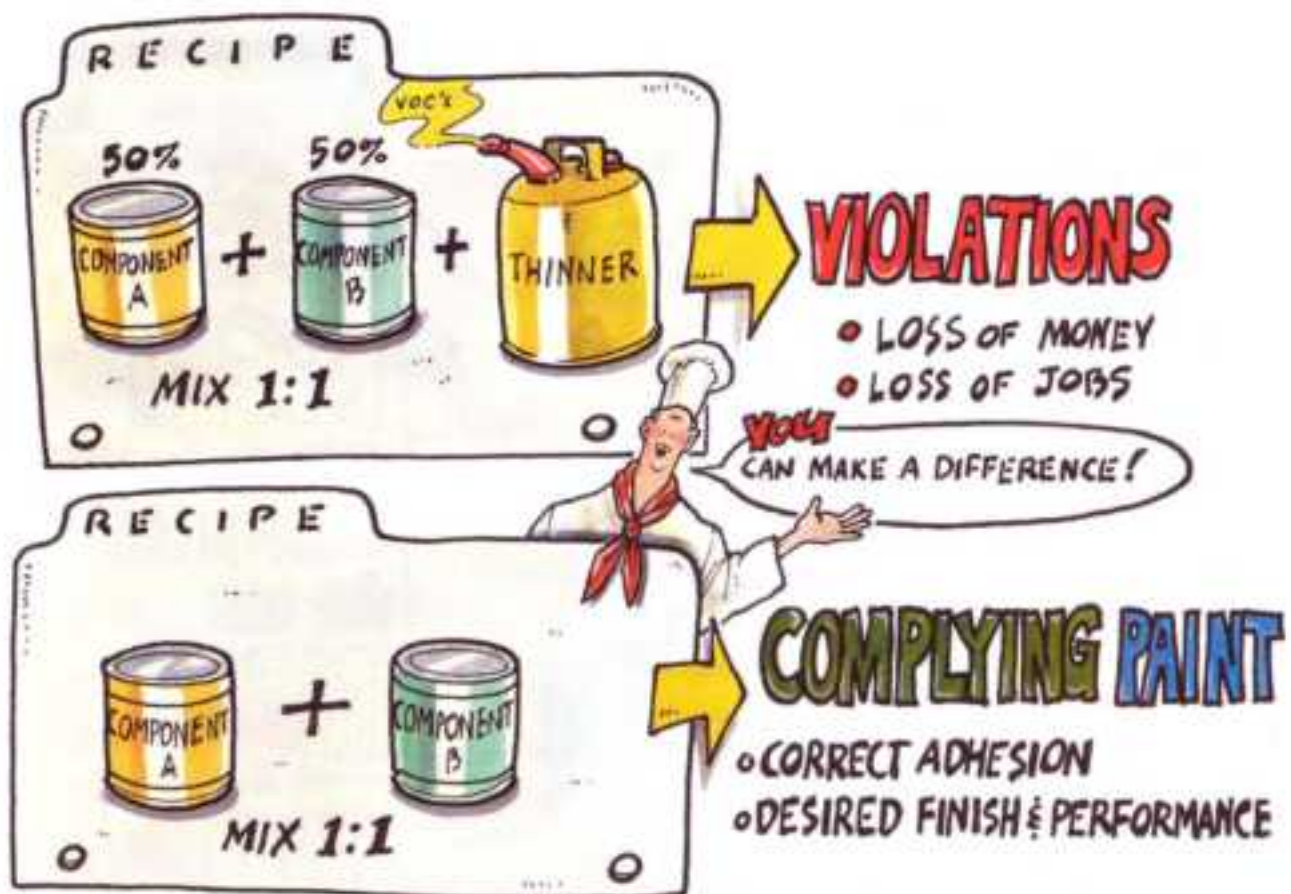 RECIPE
VOC's
50%
50%
COMPONENT
A
+
COMPONENT
B
+
THINNER
MIX 1:1
VIOLATIONS
• LOSS OF MONEY
• LOSS OF JOBS
YOU
CAN MAKE A DIFFERENCE!
RECIPE
COMPONENT
A
+
COMPONENT
B
MIX 1:1
COMPLYING PAINT
• CORRECT ADHESION
• DESIRED FINISH & PERFORMANCE